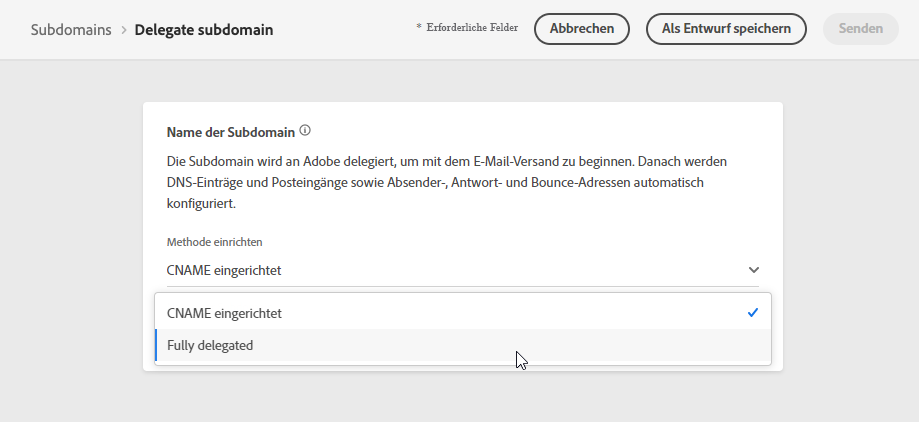 Subdomains > Delegate subdomain
* Erforderliche Felder
Abbrechen
Als Entwurf speichern
Senden
Name der Subdomain
Die Subdomain wird an Adobe delegiert, um mit dem E-Mail-Versand zu beginnen. Danach werden
DNS-Einträge und Posteingänge sowie Absender-, Antwort- und Bounce-Adressen automatisch
konfiguriert.
Methode einrichten
CNAME eingerichtet
CNAME eingerichtet
Fully delegated